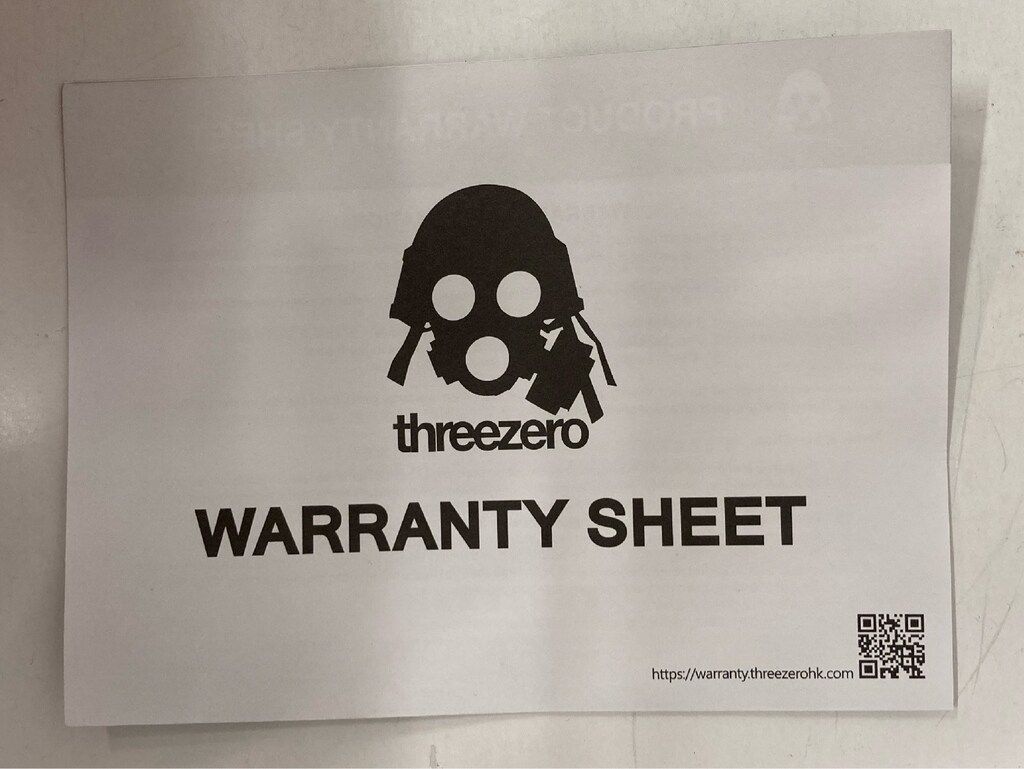 threezero
WARRANTY SHEET
https://warranty.threezerohk.com